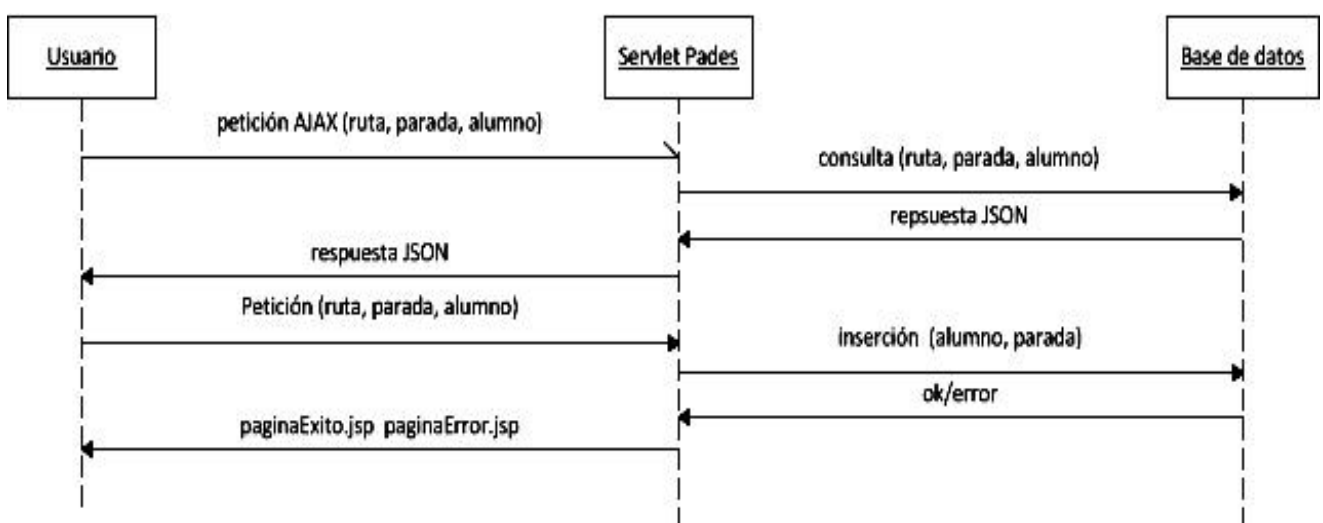 Usuario
Servlet Pades
Base de datos
petición AJAX (ruta, parada, alumno)
consulta (ruta, parada, alumno)
repsuesta JSON
respuesta JSON
Petición (ruta, parada, alumno)
inserción (alumno, parada)
ok/error
paginaExito.jsp paginaError.jsp